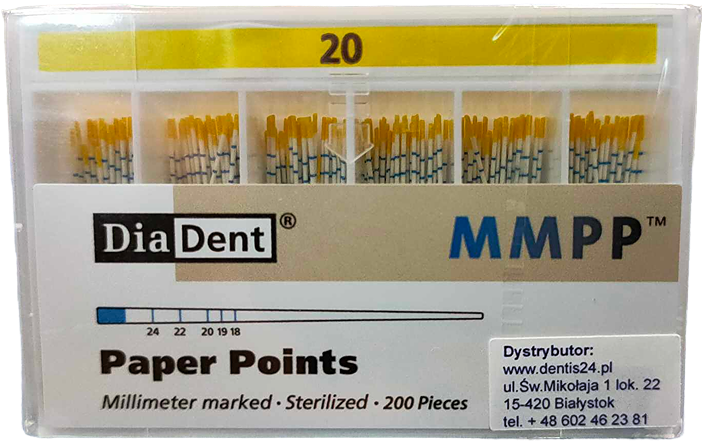 20
DiaDent®
MMPP™
24 22 20 19 18
Paper Points
Millimeter marked · Sterilized · 200 Pieces
Dystrybutor:
www.dentis24.pl
ul.Św.Mikołaja 1 lok. 22
15-420 Białystok
tel. + 48 602 46 23 81